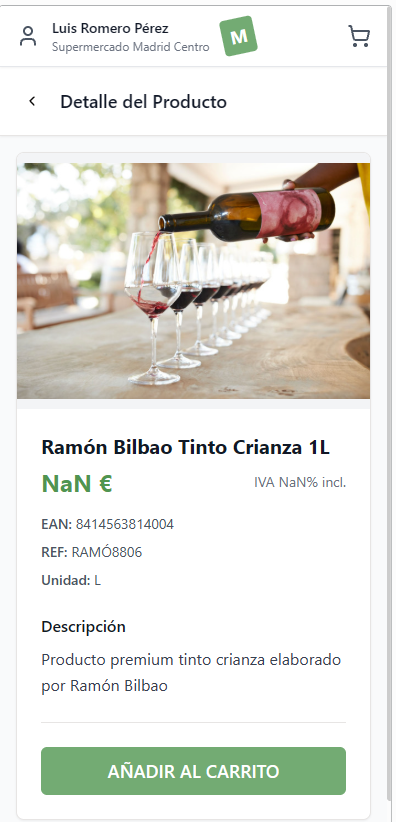 Luis Romero Pérez
Supermercado Madrid Centro
M
Detalle del Producto
Ramón Bilbao Tinto Crianza 1L
NaN €
IVA NaN% incl.
EAN: 8414563814004
REF: RAMÓ8806
Unidad: L
Descripción
Producto premium tinto crianza elaborado
por Ramón Bilbao
AÑADIR AL CARRITO